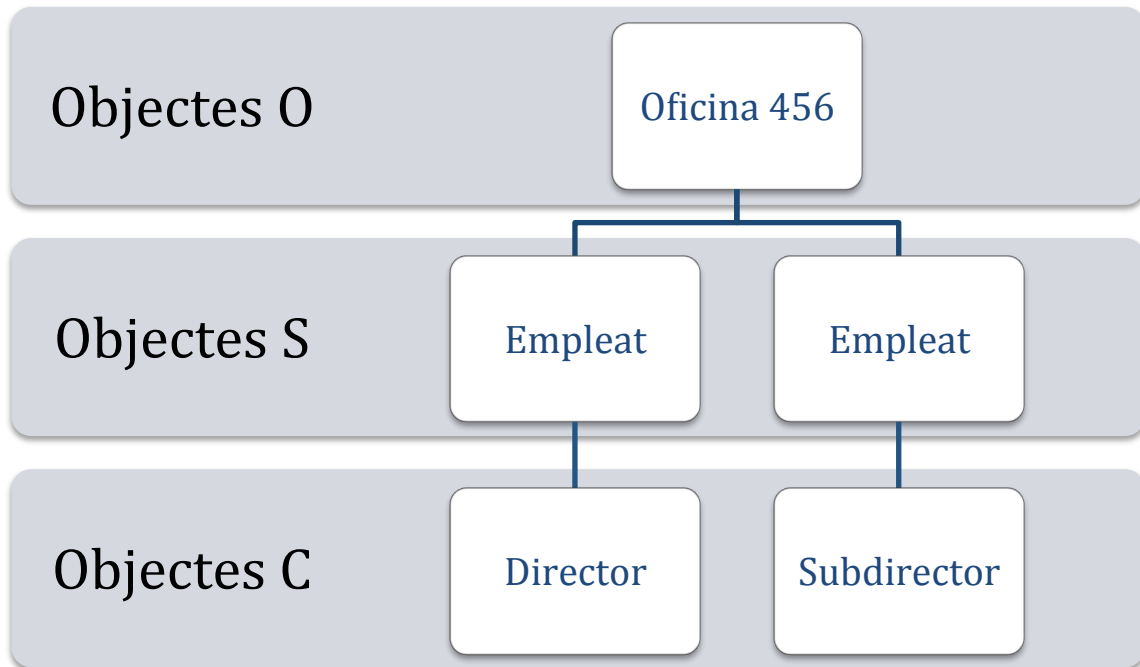 Objectes O
Oficina 456
Objectes S
Empleat
Empleat
Objectes C
Director
Subdirector